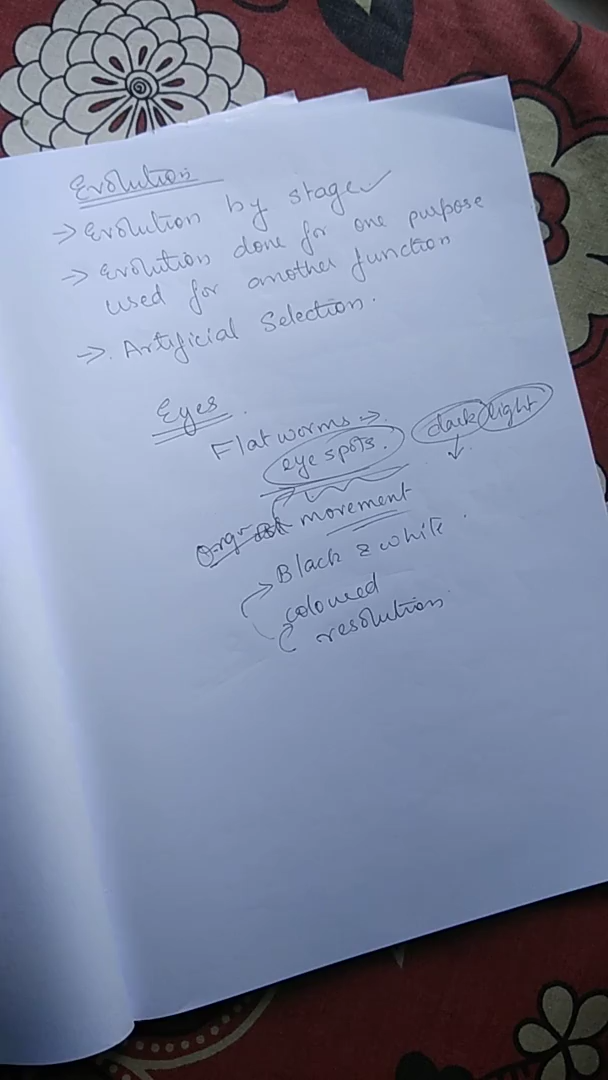 Evolution
→ Evolution by stage
→ Evolution done for one purpose
used for another function
→ Artificial Selection.
Eyes
Flat worms →
eye spots. dark light
movement
→ Black & white.
coloured
resolution